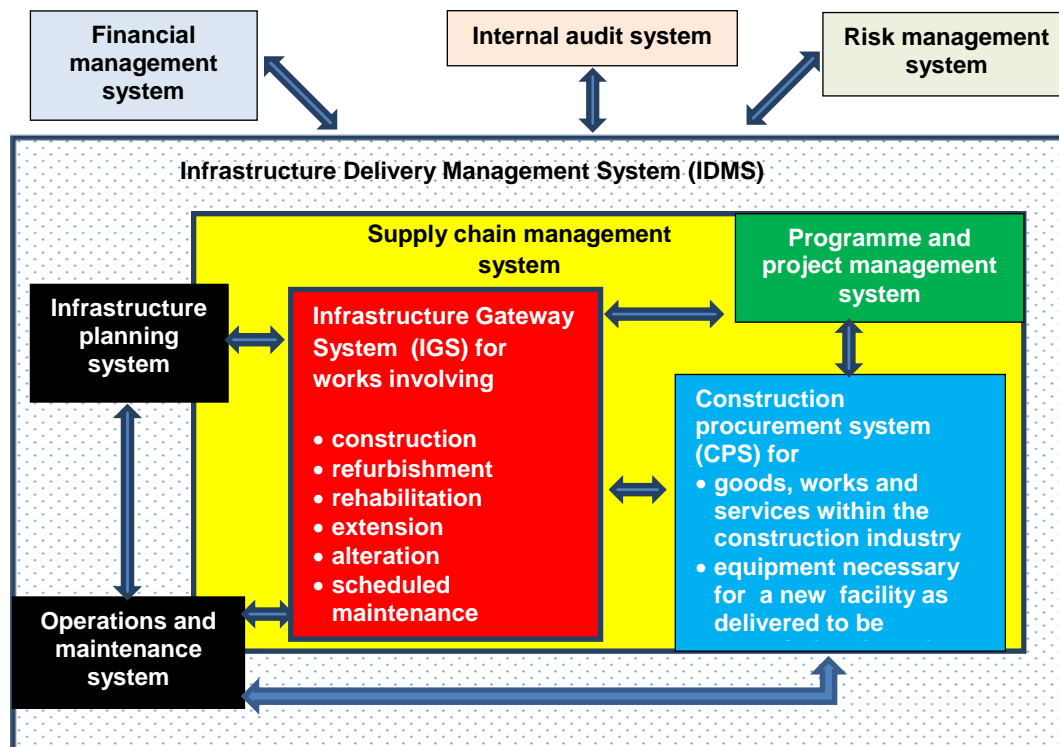 Financial
management
system
Internal audit system
Risk management
system
Infrastructure Delivery Management System (IDMS)
Supply chain management
system
Programme and
project management
system
Infrastructure
planning
system
Infrastructure Gateway
System (IGS) for
works involving
• construction
• refurbishment
• rehabilitation
• extension
• alteration
• scheduled
maintenance
Construction
procurement system
(CPS) for
• goods, works and
services within the
construction industry
• equipment necessary
for a new facility as
delivered to be
Operations and
maintenance
system